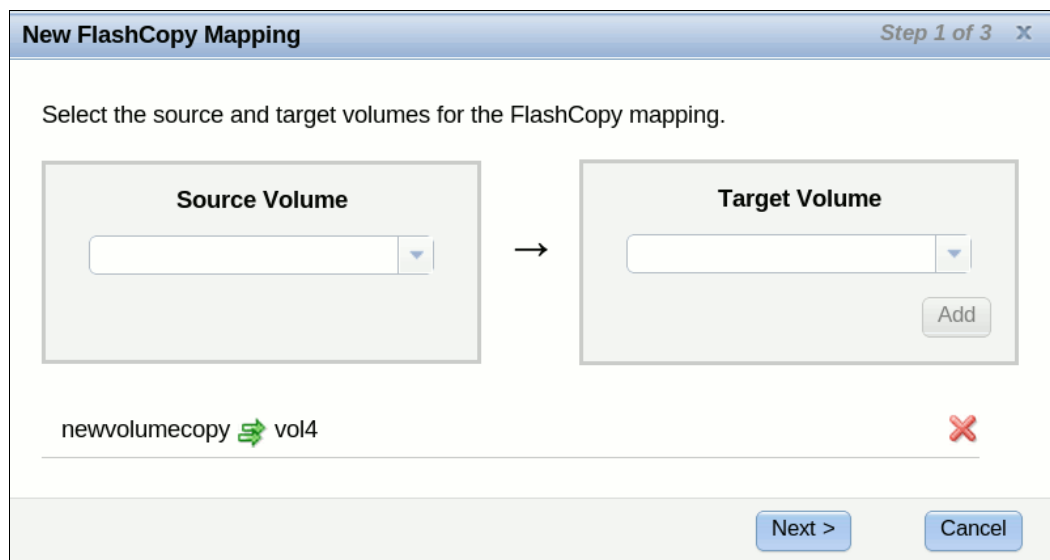 New FlashCopy Mapping Step 1 of 3 x
Select the source and target volumes for the FlashCopy mapping.
Source Volume
Target Volume
→
Add
newvolumecopy vol4
Next > Cancel